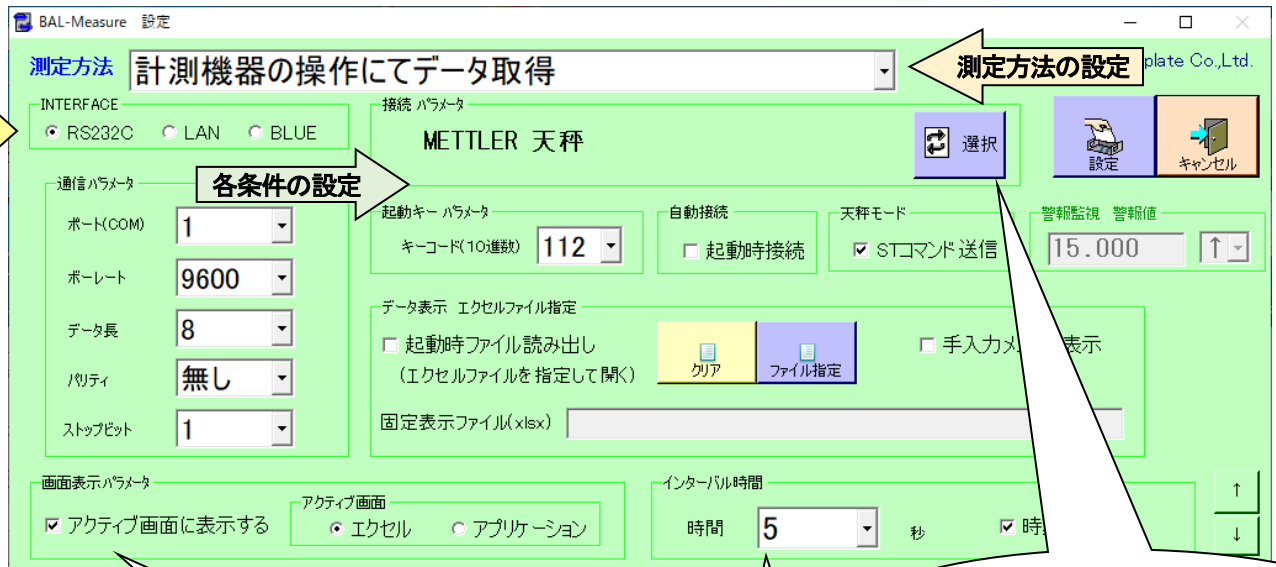 BAL-Measure 設定
測定方法 計測機器の操作にてデータ取得
測定方法の設定
plate Co.,Ltd.
INTERFACE
RS232C LAN BLUE
接続 パラメータ
METTLER 天秤
選択
設定
キャンセル
各条件の設定
通信パラメータ
ポート(COM) 1
ボーレート 9600
データ長 8
パリティ 無し
ストップビット 1
起動キー パラメータ
キーコード(10進数) 112
自動接続
起動時接続
天秤モード
STコマンド送信
警報監視 警報値
15.000 ↑
データ表示 エクセルファイル指定
起動時ファイル読み出し
(エクセルファイルを指定して開く)
クリア
ファイル指定
手入力メ 表示
固定表示ファイル(xlsx)
画面表示パラメータ
アクティブ画面に表示する
アクティブ画面
エクセル アプリケーション
インターバル時間
時間 5 秒
時
↑
↓